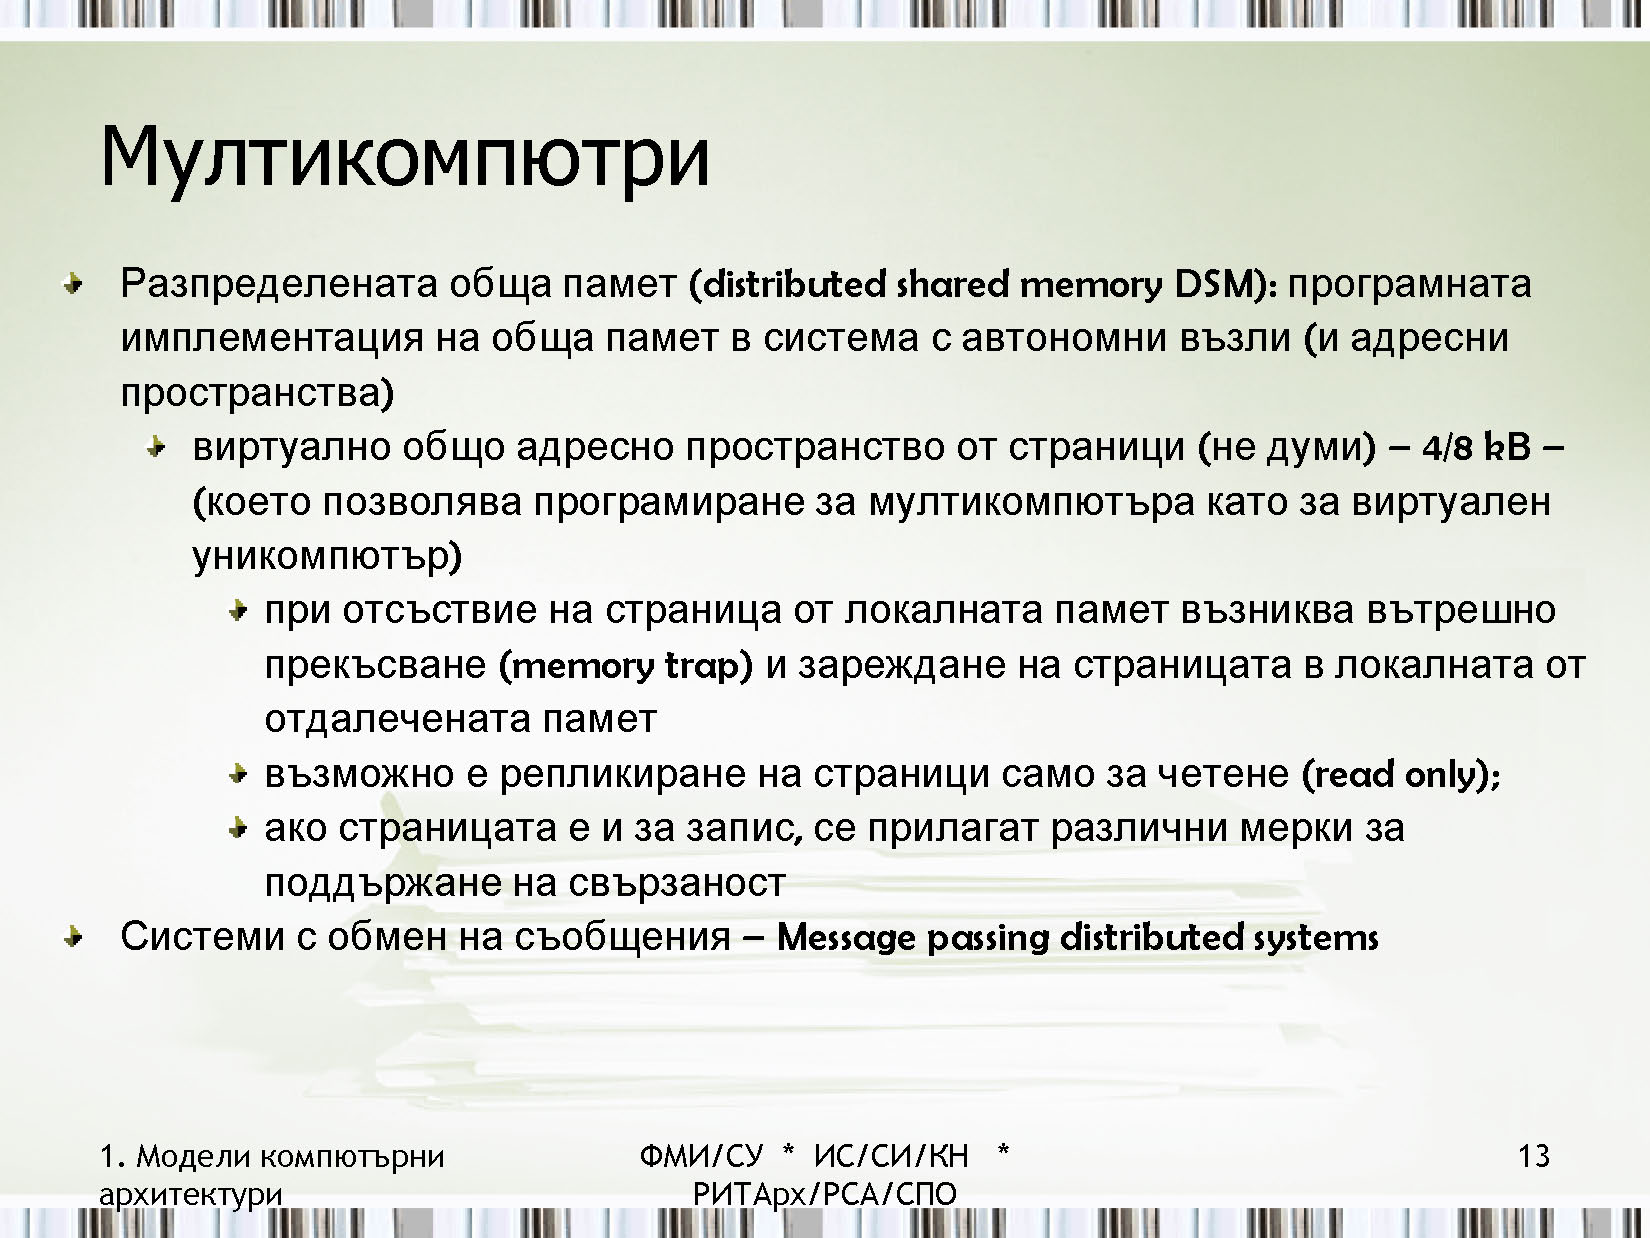 Мултикомпютри
Разпределената обща памет (distributed shared memory DSM): програмната
имплементация на обща памет в система с автономни възли (и адресни
пространства)
виртуално общо адресно пространство от страници (не думи) – 4/8 kB –
(което позволява програмиране за мултикомпютъра като за виртуален
уникомпютър)
при отсъствие на страница от локалната памет възниква вътрешно
прекъсване (memory trap) и зареждане на страницата в локалната от
отдалечената памет
възможно е репликиране на страници само за четене (read only);
ако страницата е и за запис, се прилагат различни мерки за
поддържане на свързаност
Системи с обмен на съобщения – Message passing distributed systems
1. Модели компютърни
архитектури
ФМИ/СУ * ИС/СИ/КН *
РИТАрх/РСА/СПО
13